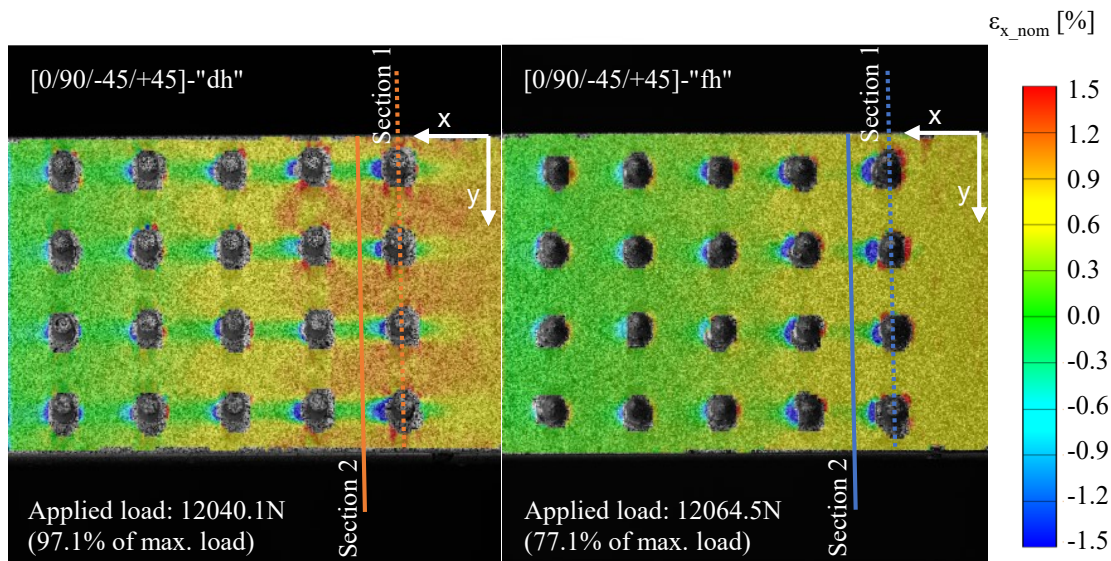 ε_{x_nom} [%]
[0/90/-45/+45]-"dh"
Section 1
x
y
Section 2
Applied load: 12040.1N
(97.1% of max. load)
[0/90/-45/+45]-"fh"
Section 1
x
y
Section 2
Applied load: 12064.5N
(77.1% of max. load)
1.5
1.2
0.9
0.6
0.3
0.0
-0.3
-0.6
-0.9
-1.2
-1.5